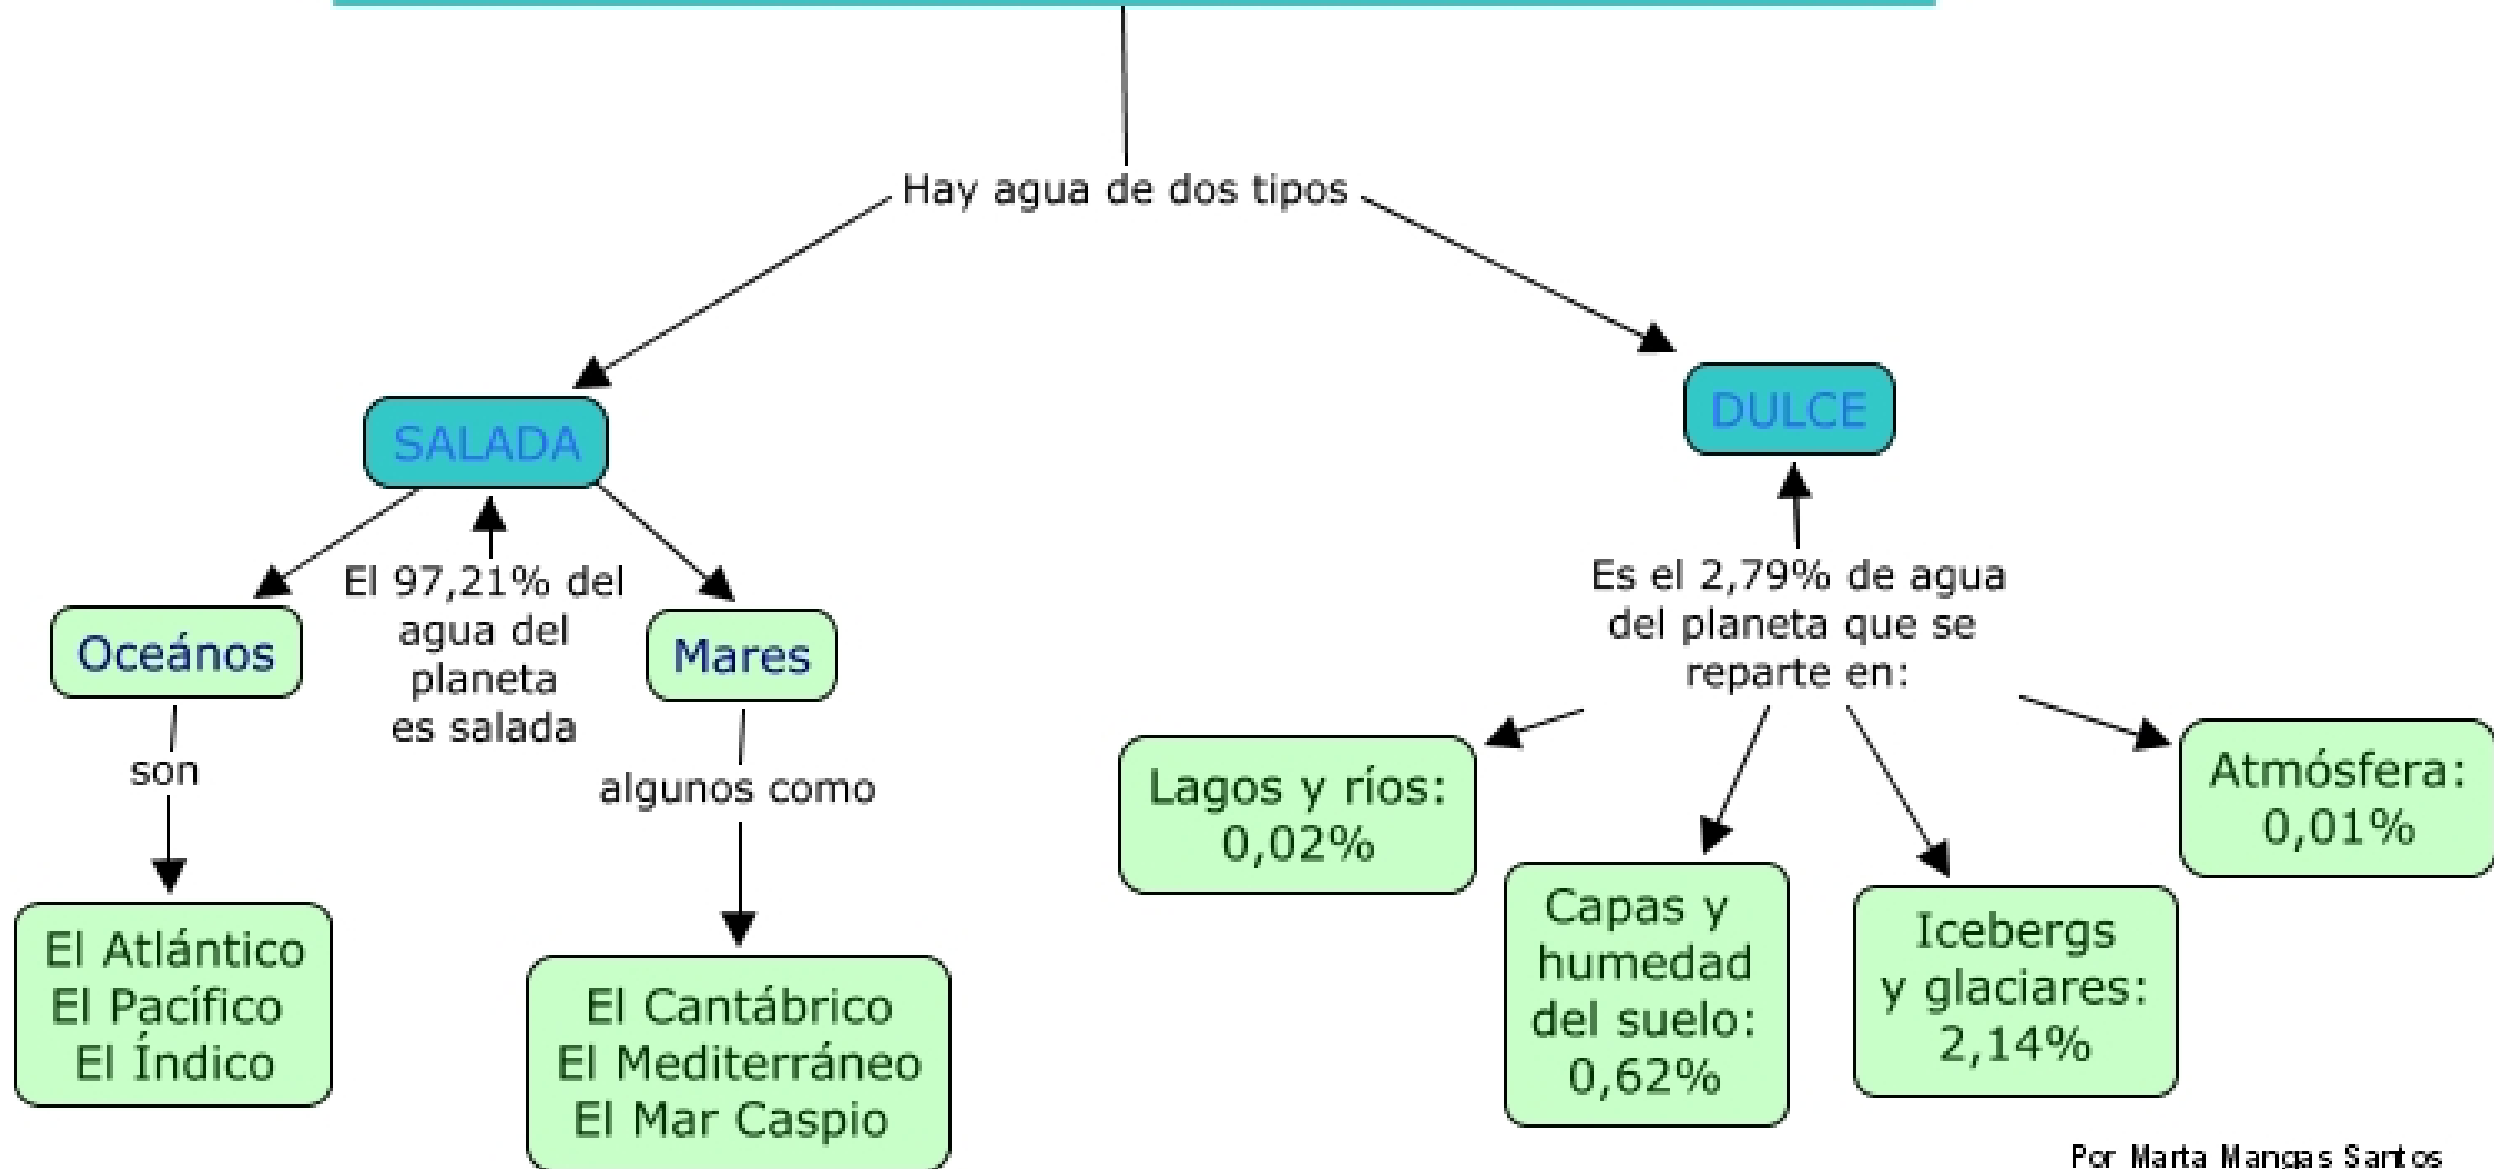 Hay agua de dos tipos
SALADA
DULCE
El 97,21% del
agua del
planeta
es salada
Oceános
Mares
son
algunos como
El Atlántico
El Pacífico
El Índico
El Cantábrico
El Mediterráneo
El Mar Caspio
Es el 2,79% de agua
del planeta que se
reparte en:
Lagos y ríos:
0,02%
Capas y
humedad
del suelo:
0,62%
Icebergs
y glaciares:
2,14%
Atmósfera:
0,01%
Por Marta Mangas Santos